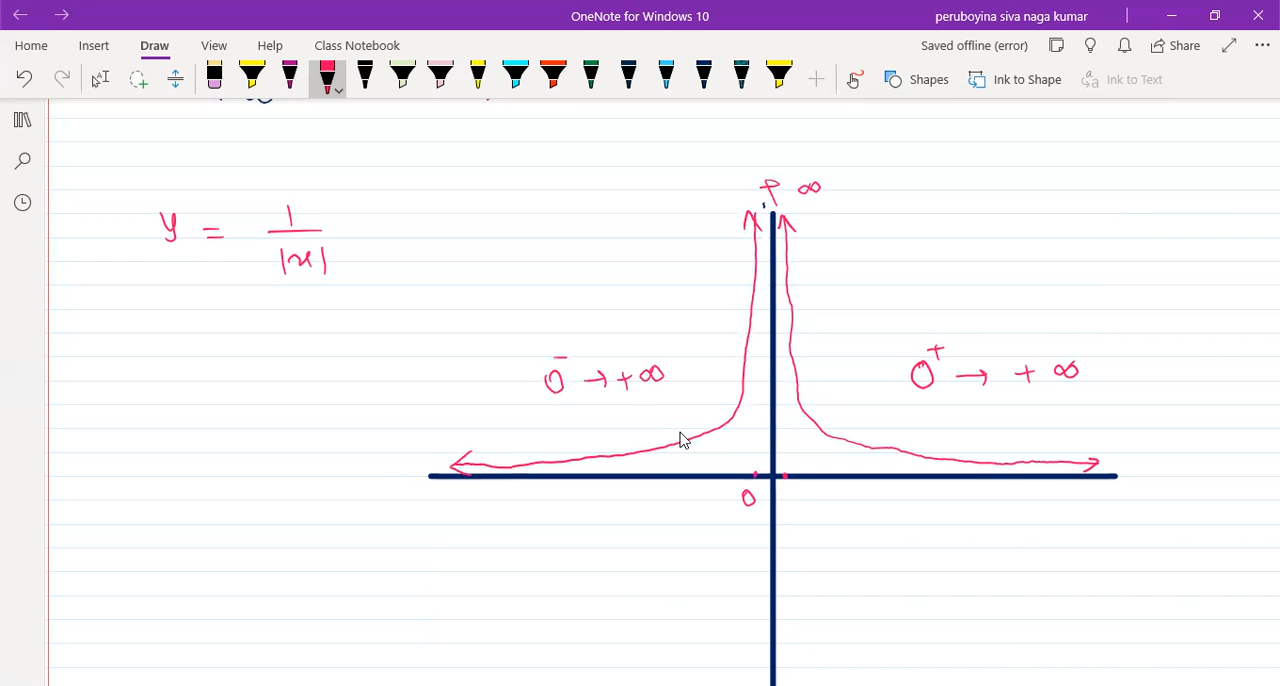 OneNote for Windows 10
peruboyina siva naga kumar
Home Insert Draw View Help Class Notebook
Saved offline (error)
Share
Shapes
Ink to Shape
Ink to Text
+ ∞
y = 1/|x|
0⁻ → +∞
0⁺ → + ∞
0